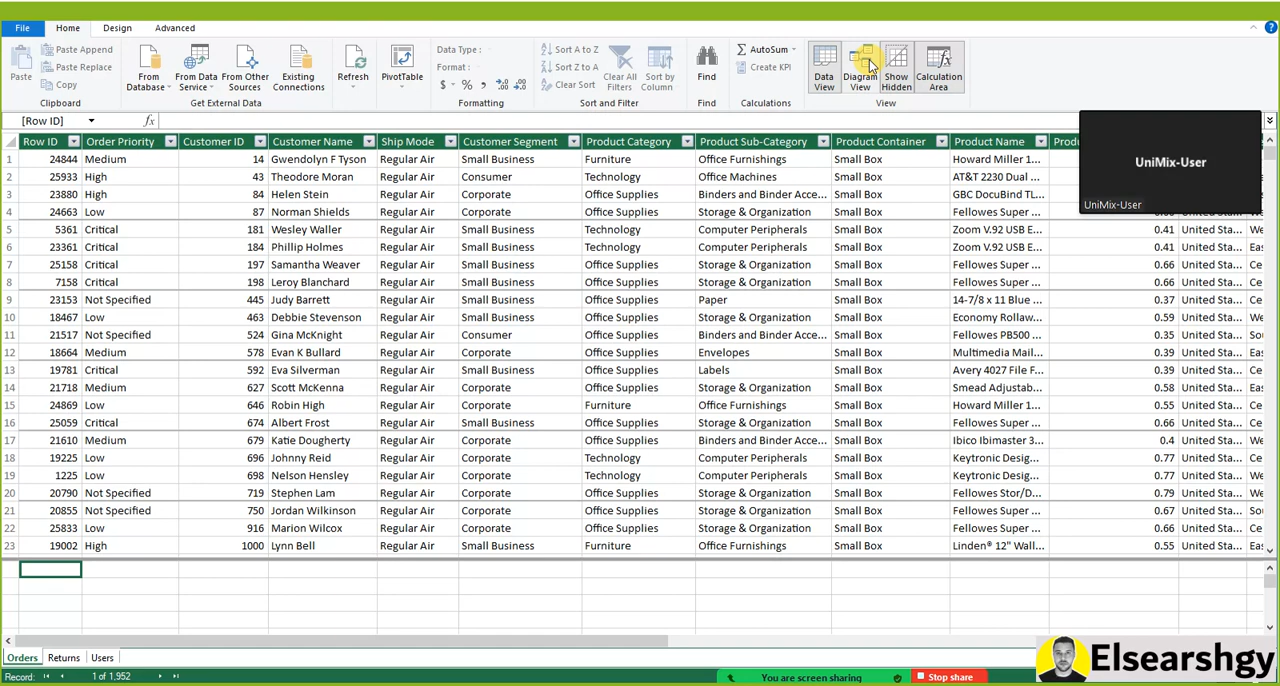 File Home Design Advanced
Paste Paste Append Paste Replace Copy Clipboard
From Database From Data Service From Other Sources Existing Connections Get External Data
Refresh PivotTable
Data Type : Format : $ % Formatting
Sort A to Z Sort Z to A Clear Sort Clear All Filters Sort by Column Sort and Filter
Find Find
AutoSum Create KPI Calculations
Data View Diagram View Show Hidden Calculation Area View
[Row ID] fx
Row ID Order Priority Customer ID Customer Name Ship Mode Customer Segment Product Category Product Sub-Category Product Container Product Name
1 24844 Medium 14 Gwendolyn F Tyson Regular Air Small Business Furniture Office Furnishings Small Box Howard Miller 1...
2 25933 High 43 Theodore Moran Regular Air Consumer Technology Office Machines Small Box AT&T 2230 Dual ...
3 23880 High 84 Helen Stein Regular Air Corporate Office Supplies Binders and Binder Acce... Small Box GBC DocuBind TL...
4 24663 Low 87 Norman Shields Regular Air Corporate Office Supplies Storage & Organization Small Box Fellowes Super ...
5 5361 Critical 181 Wesley Waller Regular Air Small Business Technology Computer Peripherals Small Box Zoom V.92 USB E... 0.41 United Sta... We
6 23361 Critical 184 Phillip Holmes Regular Air Small Business Technology Computer Peripherals Small Box Zoom V.92 USB E... 0.41 United Sta... Eas
7 25158 Critical 197 Samantha Weaver Regular Air Small Business Office Supplies Storage & Organization Small Box Fellowes Super ... 0.66 United Sta... Ce
8 7158 Critical 198 Leroy Blanchard Regular Air Small Business Office Supplies Storage & Organization Small Box Fellowes Super ... 0.66 United Sta... Ce
9 23153 Not Specified 445 Judy Barrett Regular Air Small Business Office Supplies Paper Small Box 14-7/8 x 11 Blue ... 0.37 United Sta... Ce
10 18467 Low 463 Debbie Stevenson Regular Air Small Business Office Supplies Storage & Organization Small Box Economy Rollaw... 0.59 United Sta... We
11 21517 Not Specified 524 Gina McKnight Regular Air Consumer Office Supplies Binders and Binder Acce... Small Box Fellowes PB500 ... 0.35 United Sta... Sou
12 18664 Medium 578 Evan K Bullard Regular Air Corporate Office Supplies Envelopes Small Box Multimedia Mail... 0.39 United Sta... Eas
13 19781 Critical 592 Eva Silverman Regular Air Corporate Office Supplies Labels Small Box Avery 4027 File F... 0.39 United Sta... Ce
14 21718 Medium 627 Scott McKenna Regular Air Corporate Office Supplies Storage & Organization Small Box Smead Adjustab... 0.58 United Sta... Eas
15 24869 Low 646 Robin High Regular Air Corporate Furniture Office Furnishings Small Box Howard Miller 1... 0.55 United Sta... Ce
16 25059 Critical 674 Albert Frost Regular Air Corporate Office Supplies Storage & Organization Small Box Fellowes Super ... 0.66 United Sta... Ce
17 21610 Medium 679 Katie Dougherty Regular Air Corporate Office Supplies Binders and Binder Acce... Small Box Ibico Ibimaster 3... 0.4 United Sta... We
18 19225 Low 696 Johnny Reid Regular Air Corporate Technology Computer Peripherals Small Box Keytronic Desig... 0.77 United Sta... Ce
19 1225 Low 698 Nelson Hensley Regular Air Corporate Technology Computer Peripherals Small Box Keytronic Desig... 0.77 United Sta... We
20 20790 Not Specified 719 Stephen Lam Regular Air Corporate Office Supplies Storage & Organization Small Box Fellowes Stor/D... 0.79 United Sta... We
21 20855 Not Specified 750 Jordan Wilkinson Regular Air Corporate Office Supplies Storage & Organization Small Box Fellowes Super ... 0.67 United Sta... Sou
22 25833 Low 916 Marion Wilcox Regular Air Corporate Office Supplies Storage & Organization Small Box Fellowes Super ... 0.66 United Sta... Ce
23 19002 High 1000 Lynn Bell Regular Air Small Business Furniture Office Furnishings Small Box Linden® 12" Wall... 0.55 United Sta... Eas
UniMix-User
UniMix-User
Orders Returns Users
Record: 1 of 1,952
You are screen sharing Stop share
Elsearshgy